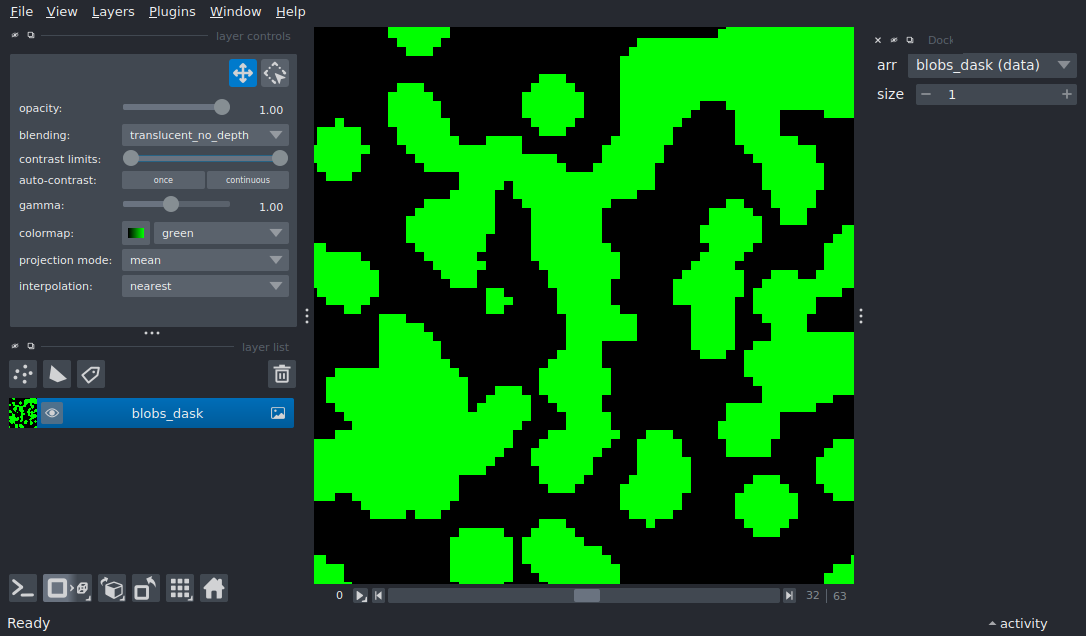 File View Layers Plugins Window Help
layer controls
opacity: 1.00
blending: translucent_no_depth
contrast limits:
auto-contrast: once continuous
gamma: 1.00
colormap: green
projection mode: mean
interpolation: nearest
layer list
blobs_dask
Ready
0 32 63
Dock
arr blobs_dask (data)
size 1
activity